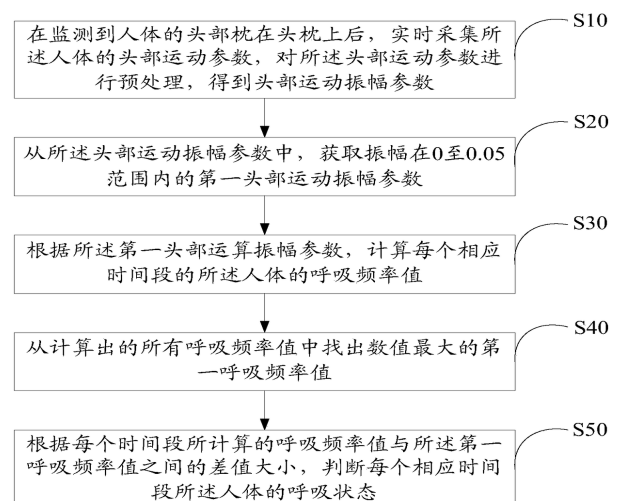 在监测到人体的头部枕在头枕上后，实时采集所
述人体的头部运动参数，对所述头部运动参数进
行预处理，得到头部运动振幅参数
S10
从所述头部运动振幅参数中，获取振幅在0至0.05
范围内的第一头部运动振幅参数
S20
根据所述第一头部运算振幅参数，计算每个相应
时间段的所述人体的呼吸频率值
S30
从计算出的所有呼吸频率值中找出数值最大的第
一呼吸频率值
S40
根据每个时间段所计算的呼吸频率值与所述第一
呼吸频率值之间的差值大小，判断每个相应时间
段所述人体的呼吸状态
S50